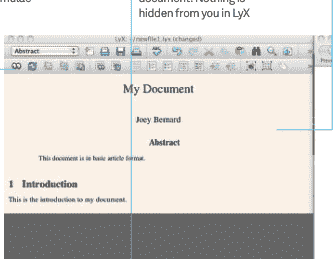 document. Nothing is
hidden from you in LyX
LyX: ~/newfile1.lyx (changed)
Abstract
My Document
Joey Bernard
Abstract
This document is in basic article format.
1 Introduction
This is the introduction to my document.